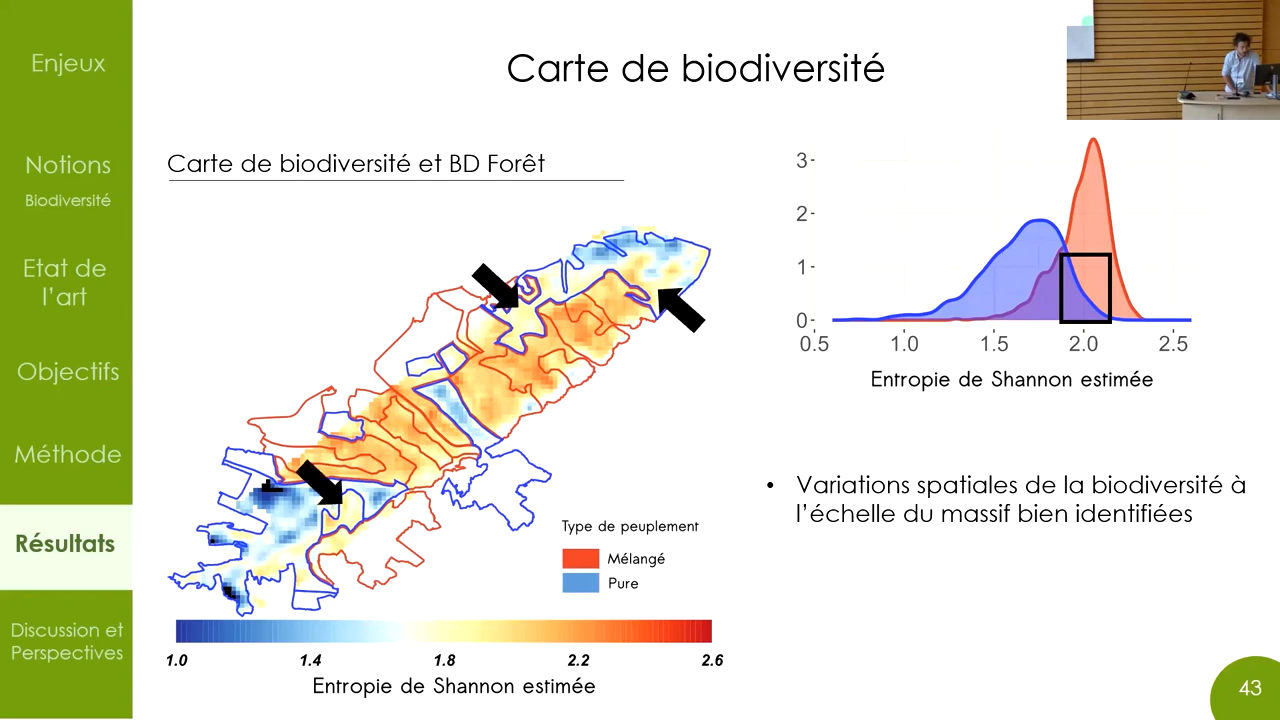 Enjeux
Notions
Biodiversité
Etat de
l'art
Objectifs
Méthode
Résultats
Discussion et
Perspectives
Carte de biodiversité
Carte de biodiversité et BD Forêt
Type de peuplement
Mélangé
Pure
1.0 1.4 1.8 2.2 2.6
Entropie de Shannon estimée
3
2
1
0
0.5 1.0 1.5 2.0 2.5
Entropie de Shannon estimée
• Variations spatiales de la biodiversité à
l'échelle du massif bien identifiées
43